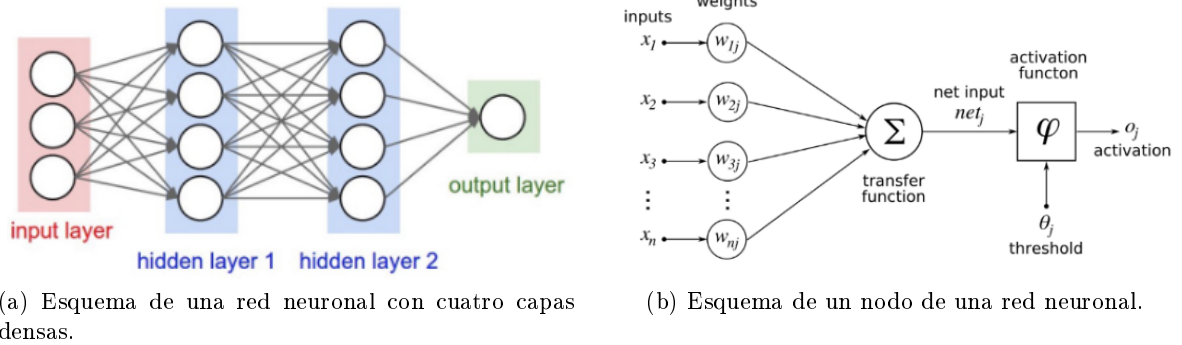 input layer
hidden layer 1
hidden layer 2
output layer
(a) Esquema de una red neuronal con cuatro capas
densas.
weights
inputs
x1
w1j
x2
w2j
x3
w3j
⋮
⋮
xn
wnj
Σ
transfer
function
net input
netj
activation
functon
φ
oj
activation
θj
threshold
(b) Esquema de un nodo de una red neuronal.